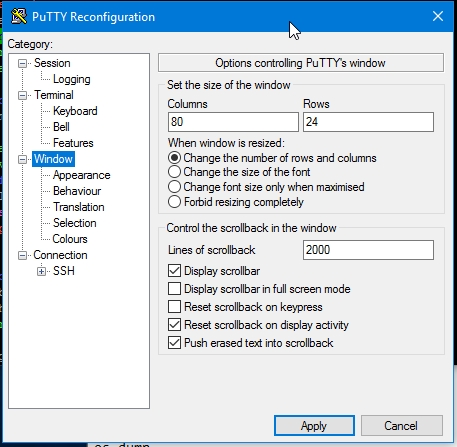 PuTTY Reconfiguration
Category:
Session
Logging
Terminal
Keyboard
Bell
Features
Window
Appearance
Behaviour
Translation
Selection
Colours
Connection
SSH
Options controlling PuTTY's window
Set the size of the window
Columns Rows
80 24
When window is resized:
Change the number of rows and columns
Change the size of the font
Change font size only when maximised
Forbid resizing completely
Control the scrollback in the window
Lines of scrollback 2000
Display scrollbar
Display scrollbar in full screen mode
Reset scrollback on keypress
Reset scrollback on display activity
Push erased text into scrollback
Apply Cancel